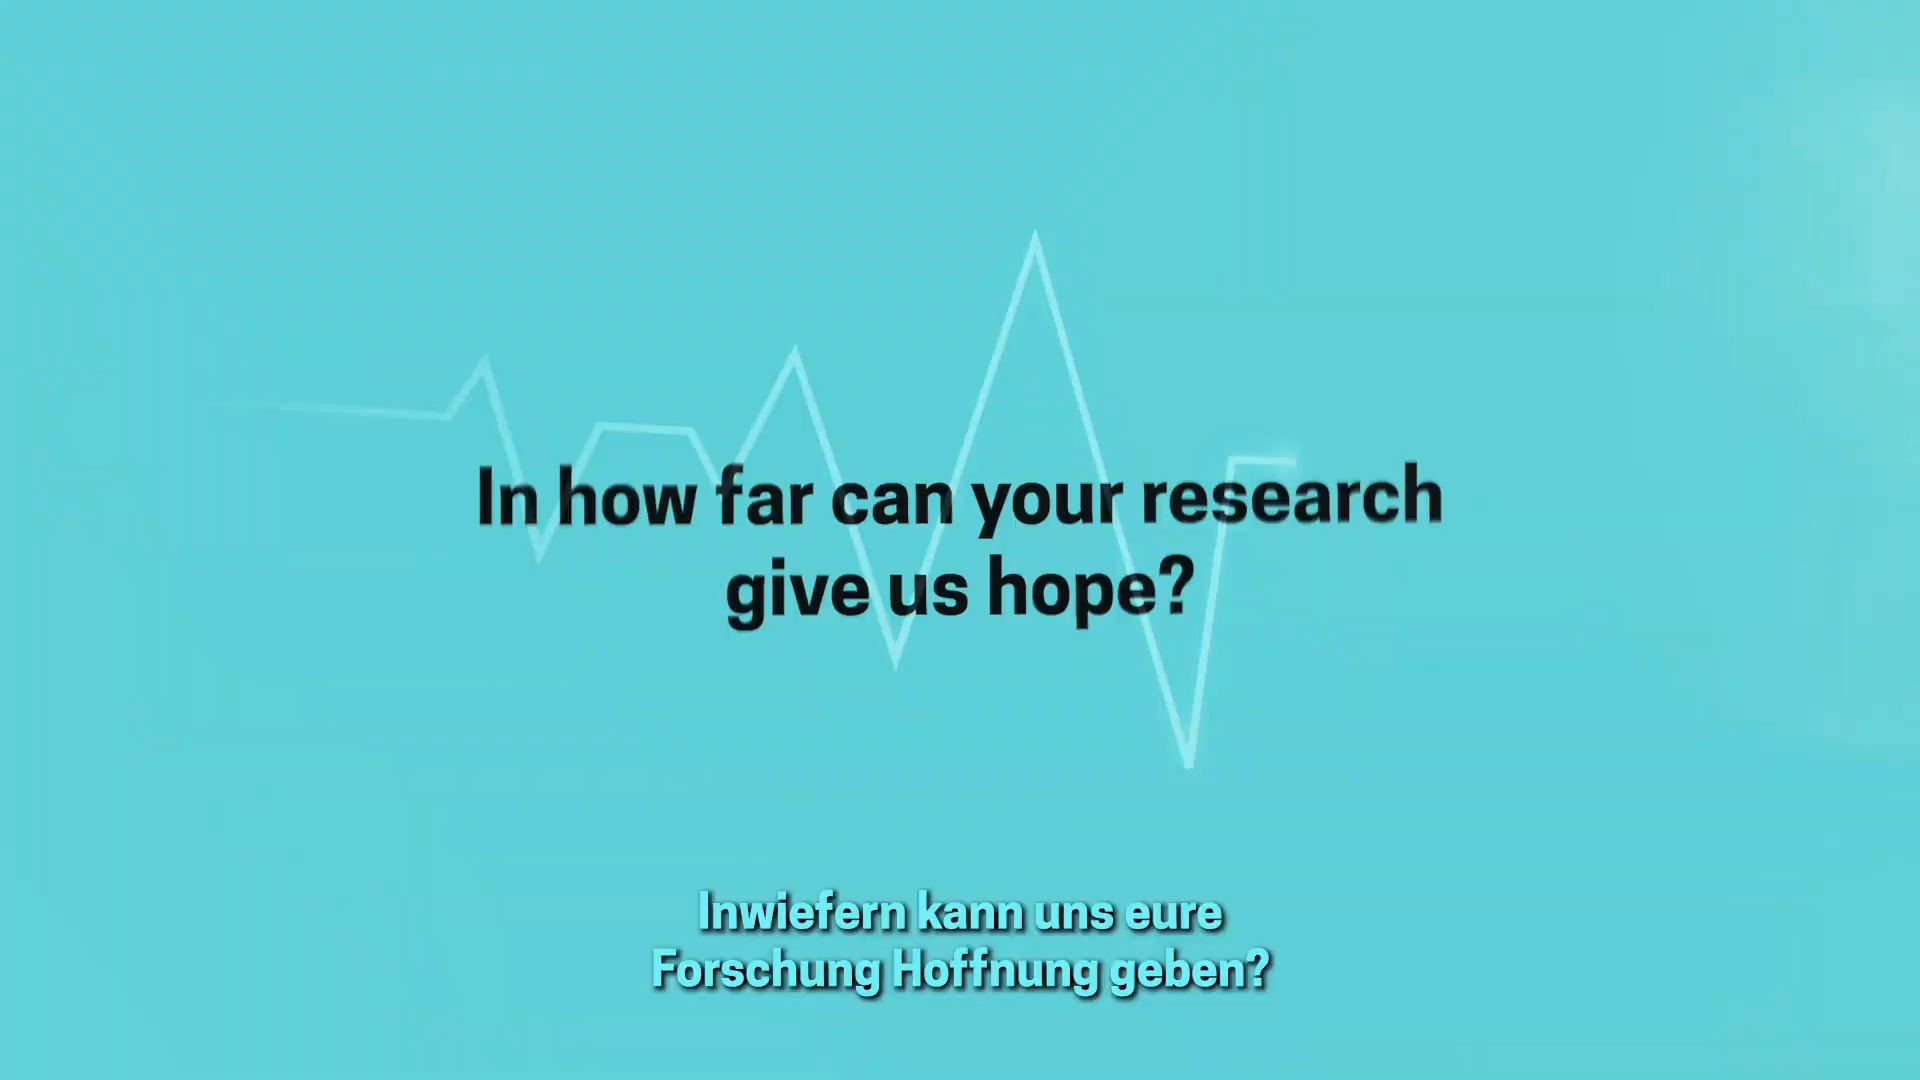 In how far can your research
give us hope?
Inwiefern kann uns eure
Forschung Hoffnung geben?